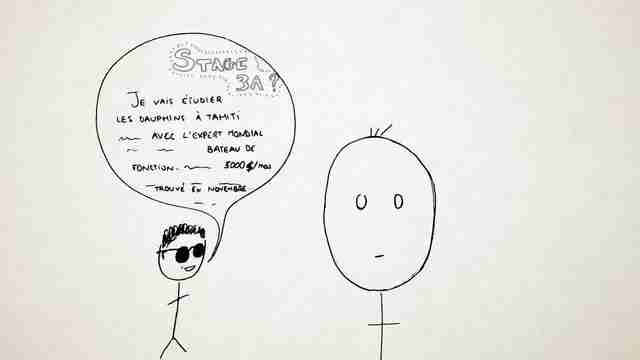 STAGE
3A ?
JE VAIS ÉTUDIER
LES DAUPHINS À TAHITI
AVEC L'EXPERT MONDIAL
BATEAU DE
FONCTION. 5000 $/mois
TROUVÉ EN NOVEMBRE